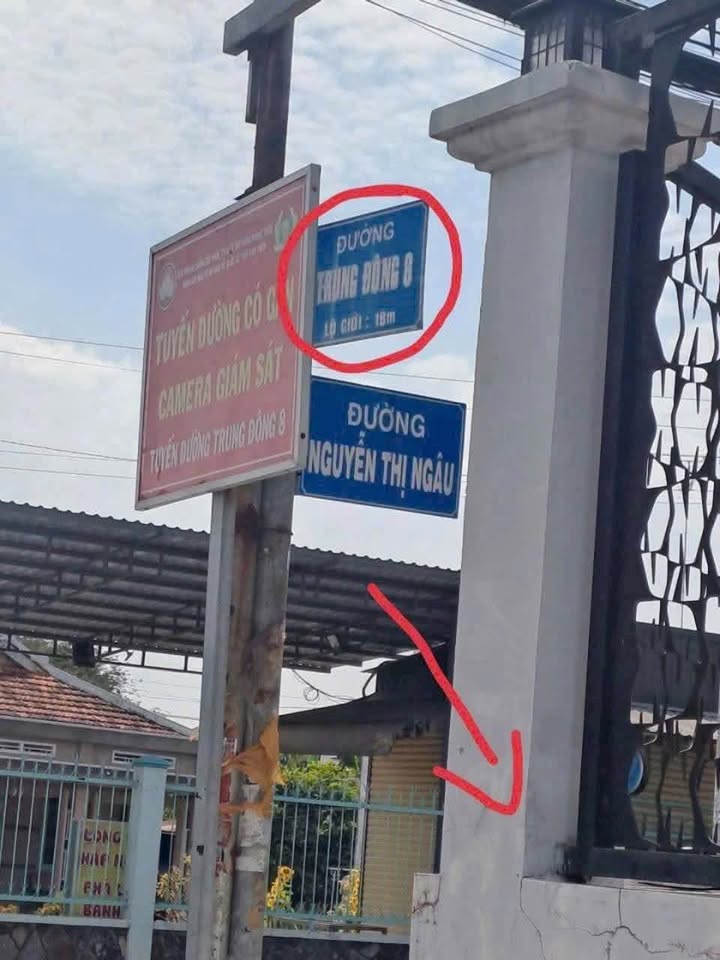 TUYẾN ĐƯỜNG CÓ GẮN
CAMERA GIÁM SÁT
TUYẾN ĐƯỜNG TRUNG ĐÔNG 8
ĐƯỜNG
TRUNG ĐÔNG 8
LỘ GIỚI : 18m
ĐƯỜNG
NGUYỄN THỊ NGÂU